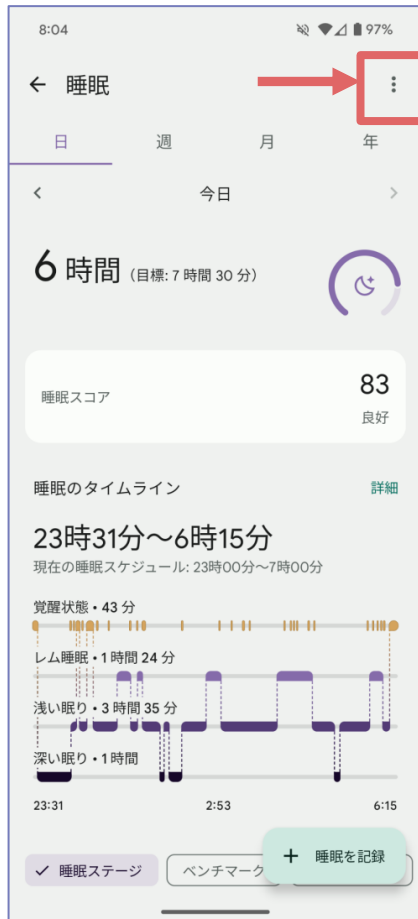 8:04 97%
睡眠
日 週 月 年
今日
6 時間 (目標: 7 時間 30 分)
睡眠スコア
83
良好
睡眠のタイムライン 詳細
23時31分～6時15分
現在の睡眠スケジュール: 23時00分～7時00分
覚醒状態 • 43 分
レム睡眠 • 1 時間 24 分
浅い眠り • 3 時間 35 分
深い眠り • 1 時間
23:31 2:53 6:15
睡眠ステージ ベンチマーク
+ 睡眠を記録